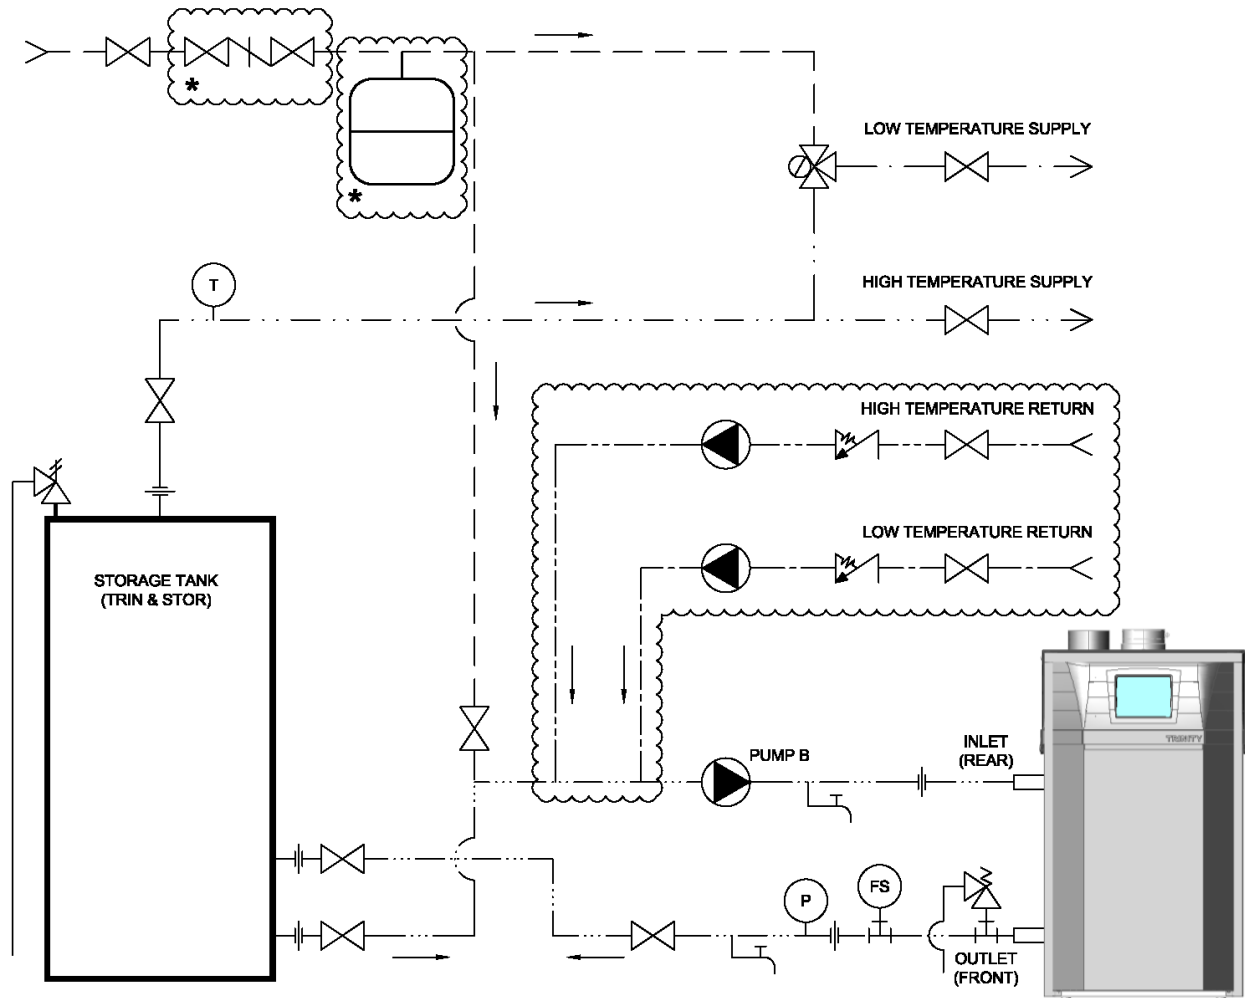 *
*
LOW TEMPERATURE SUPPLY
T
HIGH TEMPERATURE SUPPLY
HIGH TEMPERATURE RETURN
LOW TEMPERATURE RETURN
STORAGE TANK
(TRIN & STOR)
PUMP B
INLET
(REAR)
TRINITY
P
FS
OUTLET
(FRONT)